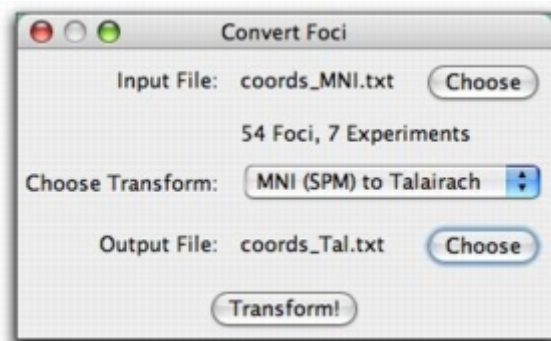 Convert Foci
Input File: coords_MNI.txt Choose
54 Foci, 7 Experiments
Choose Transform: MNI (SPM) to Talairach
Output File: coords_Tal.txt Choose
Transform!